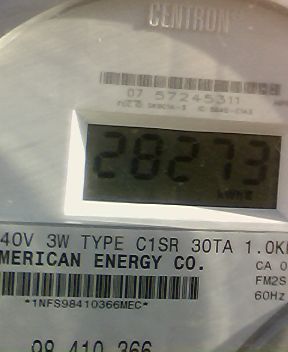 CENTRON
07 57245311
28273
KWH
40V 3W TYPE C1SR 30TA 1.0K
MERICAN ENERGY CO.
CA 0
*1NFS98410366MEC*
FM2S
60Hz
98 410 366